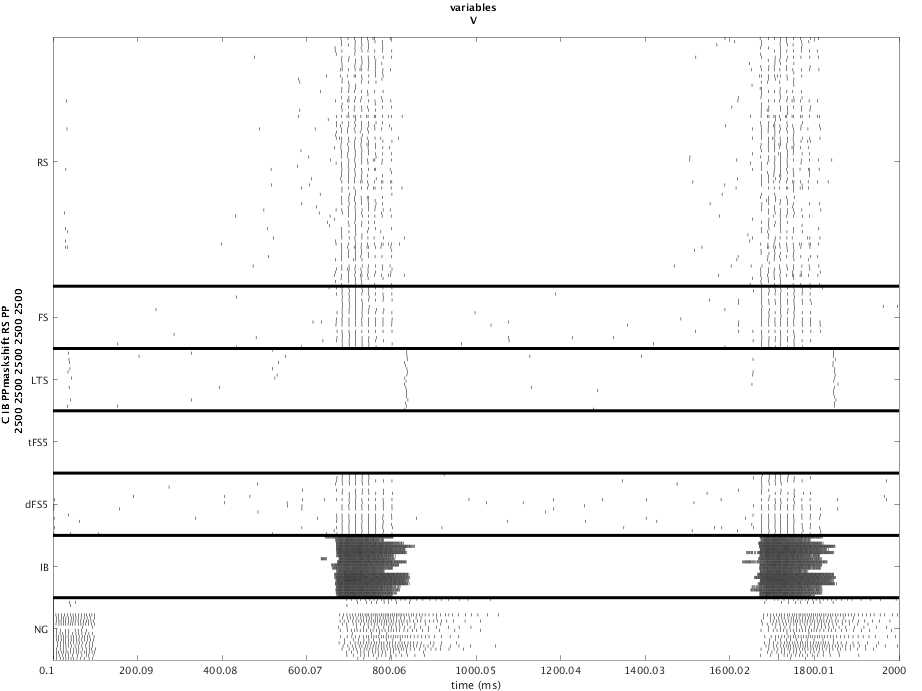 variables
V
C IB PPmaskshift RS PP
2500 2500 2500 2500 2500
RS
FS
LTS
tFS5
dFS5
IB
NG
0.1 200.09 400.08 600.07 800.06 1000.05 1200.04 1400.03 1600.02 1800.01 2000
time (ms)